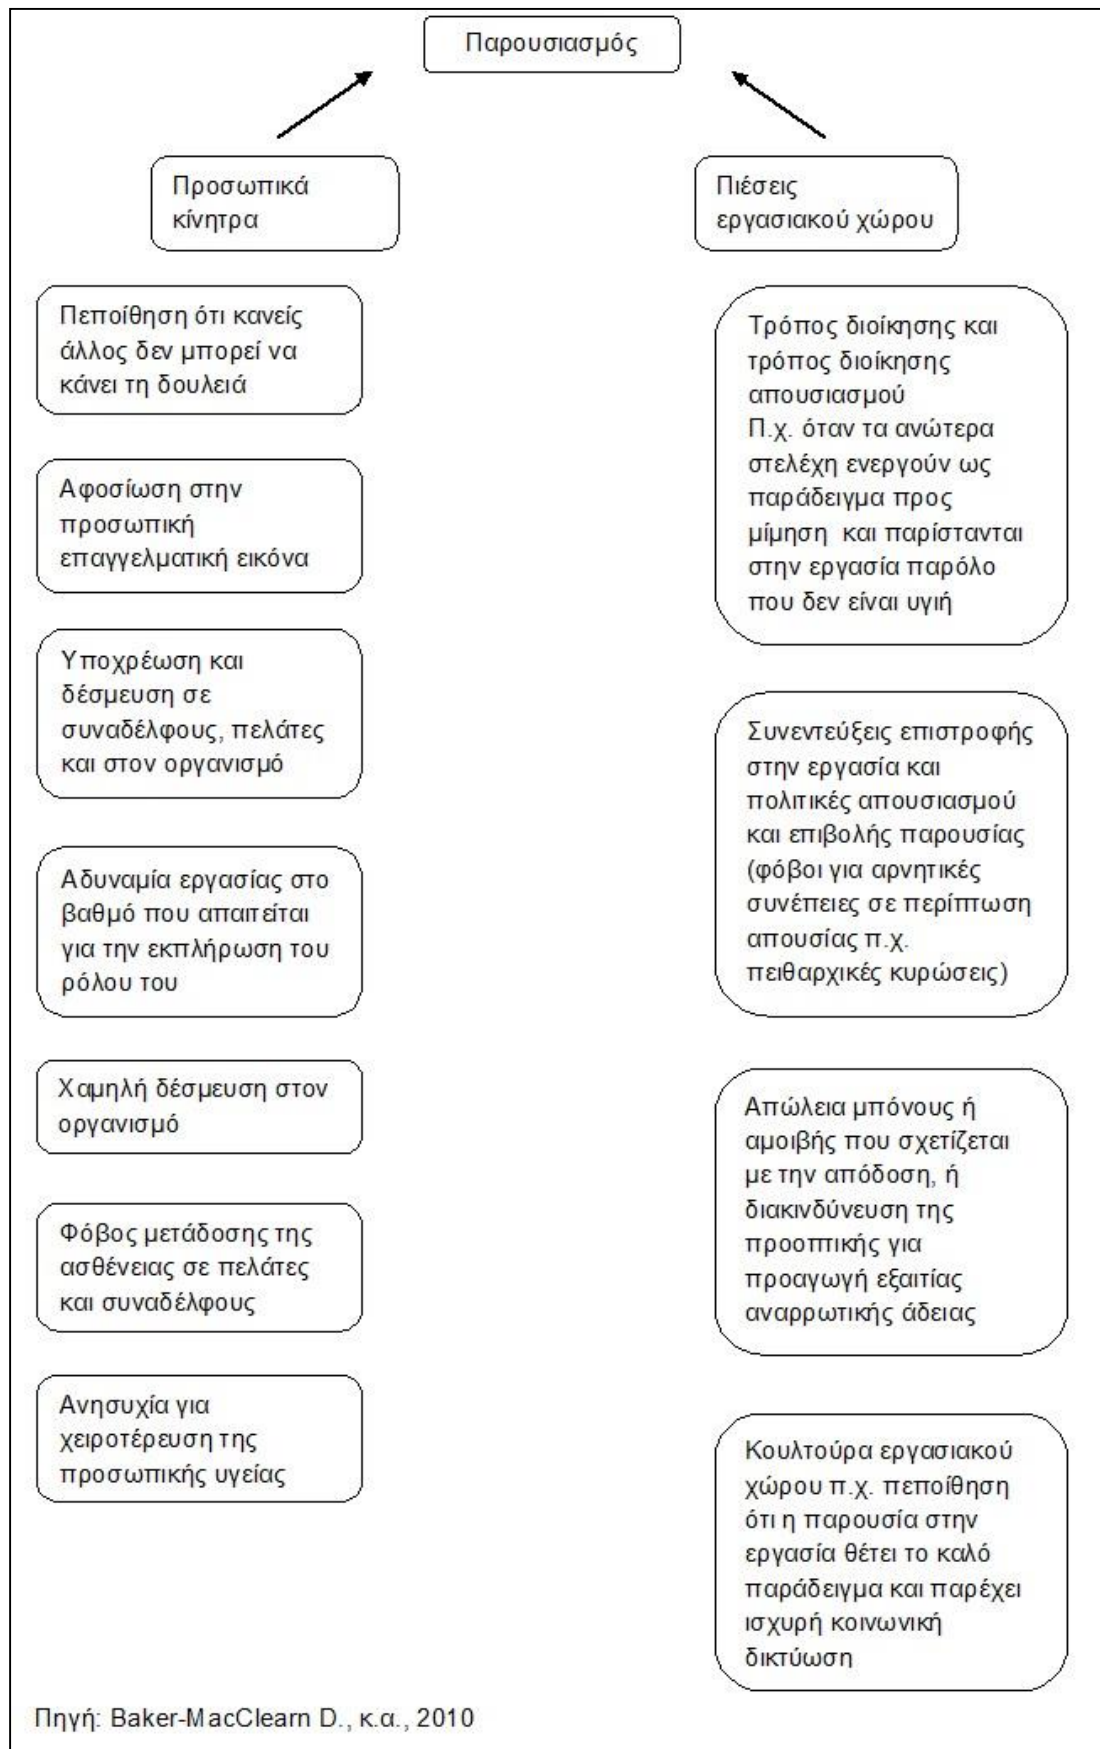 Παρουσιασμός
Προσωπικά
κίνητρα
Πιέσεις
εργασιακού χώρου
Πεποίθηση ότι κανείς
άλλος δεν μπορεί να
κάνει τη δουλειά
Αφοσίωση στην
προσωπική
επαγγελματική εικόνα
Υποχρέωση και
δέσμευση σε
συναδέλφους, πελάτες
και στον οργανισμό
Αδυναμία εργασίας στο
βαθμό που απαιτείται
για την εκπλήρωση του
ρόλου του
Χαμηλή δέσμευση στον
οργανισμό
Φόβος μετάδοσης της
ασθένειας σε πελάτες
και συναδέλφους
Ανησυχία για
χειροτέρευση της
προσωπικής υγείας
Τρόπος διοίκησης και
τρόπος διοίκησης
απουσιασμού
Π.χ. όταν τα ανώτερα
στελέχη ενεργούν ως
παράδειγμα προς
μίμηση και παρίστανται
στην εργασία παρόλο
που δεν είναι υγιή
Συνεντεύξεις επιστροφής
στην εργασία και
πολιτικές απουσιασμού
και επιβολής παρουσίας
(φόβοι για αρνητικές
συνέπειες σε περίπτωση
απουσίας π.χ.
πειθαρχικές κυρώσεις)
Απώλεια μπόνους ή
αμοιβής που σχετίζεται
με την απόδοση, ή
διακινδύνευση της
προοπτικής για
προαγωγή εξαιτίας
αναρρωτικής άδειας
Κουλτούρα εργασιακού
χώρου π.χ. πεποίθηση
ότι η παρουσία στην
εργασία θέτει το καλό
παράδειγμα και παρέχει
ισχυρή κοινωνική
δικτύωση
Πηγή: Baker-MacClearn D., κ.α., 2010